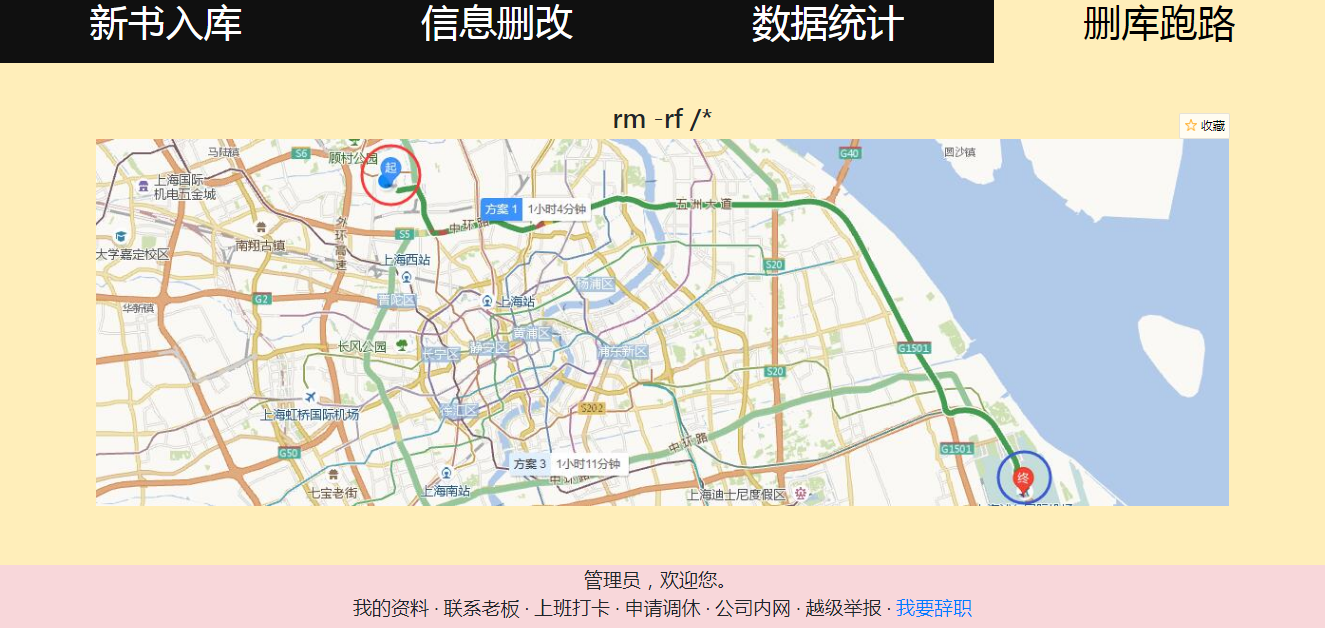 新书入库 信息删改 数据统计 删库跑路
rm -rf /*
收藏
马陆镇
S6
顾村公园
起
G40
圆沙镇
上海国际
机电五金城
方案 1 1小时4分钟
五洲大道
外环高速
S5
中环路
南翔古镇
大学嘉定校区
上海西站
S20
杨浦区
G2
普陀区
上海站
华新镇
黄浦区
长风公园
长宁区
静安区
浦东新区
G1501
S20
上海虹桥国际机场
徐汇区
S202
中环路
G50
G1501
方案 3 1小时11分钟
终
七宝老街
上海南站
上海迪士尼度假区
管理员，欢迎您。
我的资料 · 联系老板 · 上班打卡 · 申请调休 · 公司内网 · 越级举报 · 我要辞职